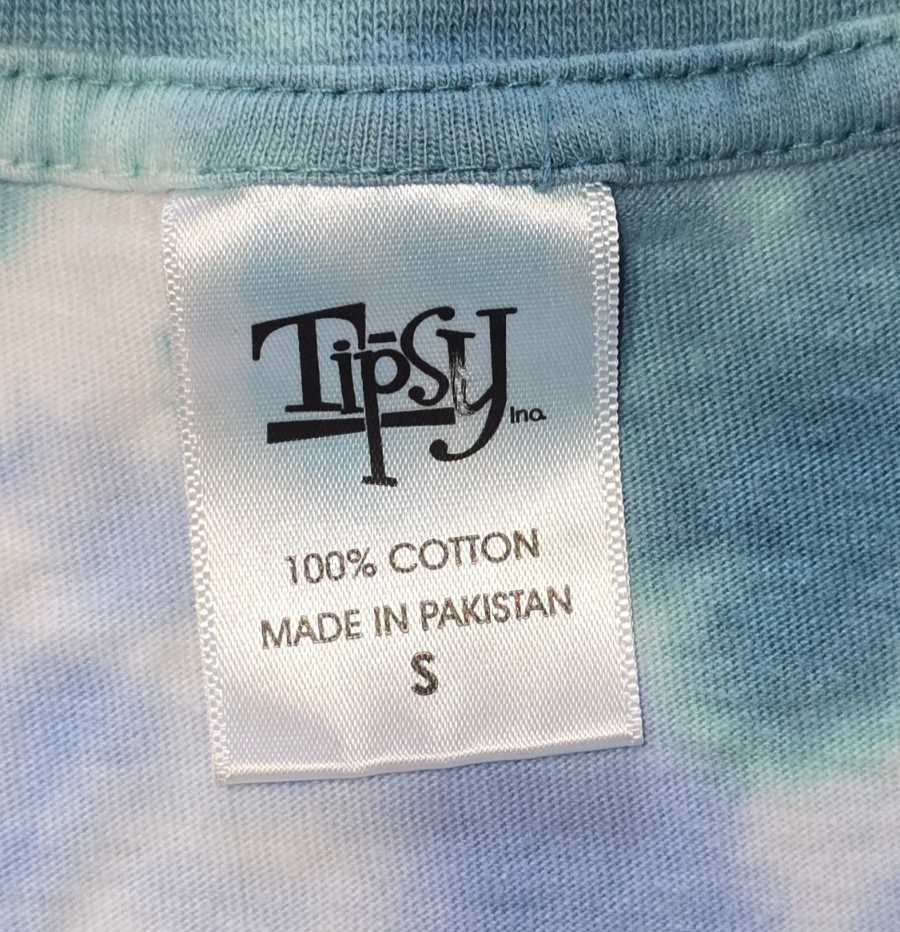 Tipsy Inc.
100% COTTON
MADE IN PAKISTAN
S